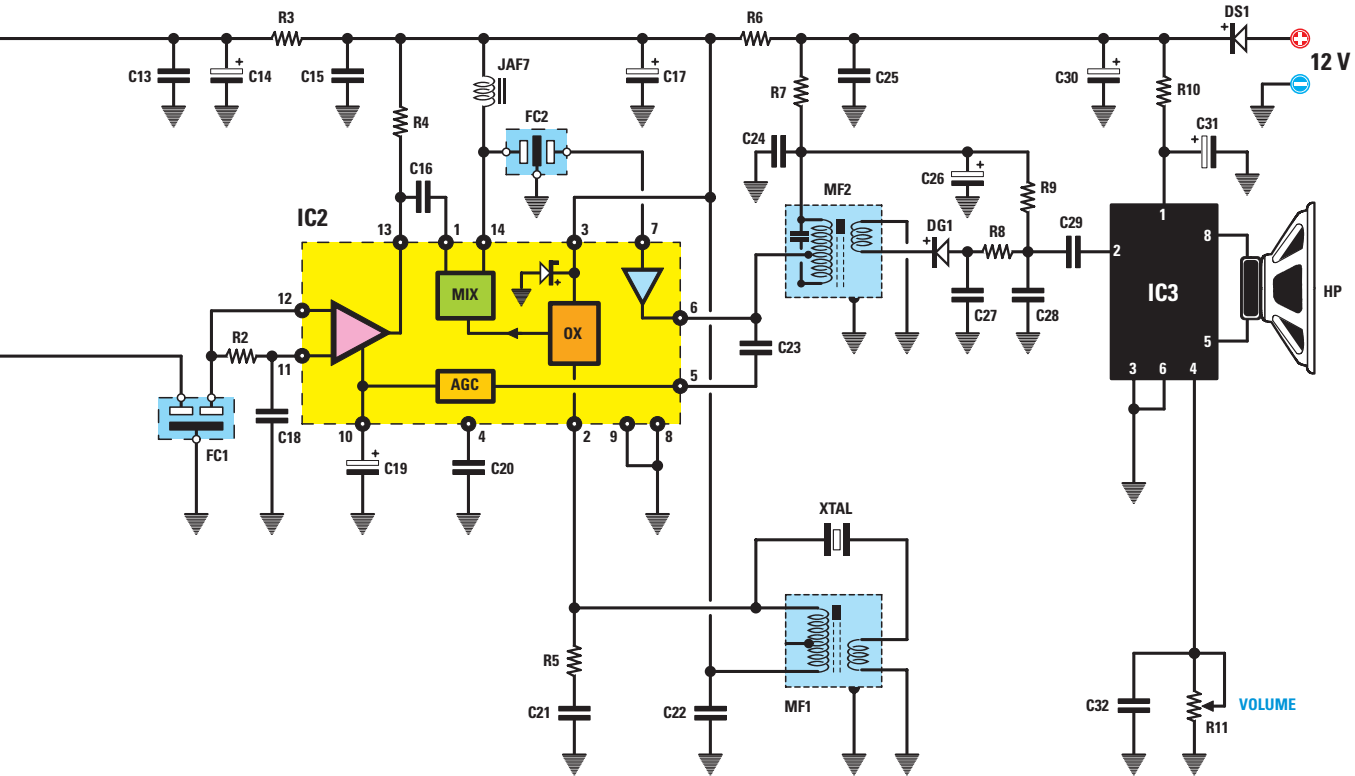 R3
R6
DS1
12 V
C13
C14
C15
JAF7
C17
C25
C30
R7
R10
R4
FC2
C24
C31
C16
MF2
C26
R9
IC2
DG1
R8
C29
13
1
14
3
7
1
2
8
12
MIX
OX
6
C27
C28
IC3
HP
R2
C23
5
11
AGC
5
3
6
4
10
4
2
9
8
FC1
C18
C19
C20
XTAL
R5
C21
C22
MF1
C32
R11
VOLUME